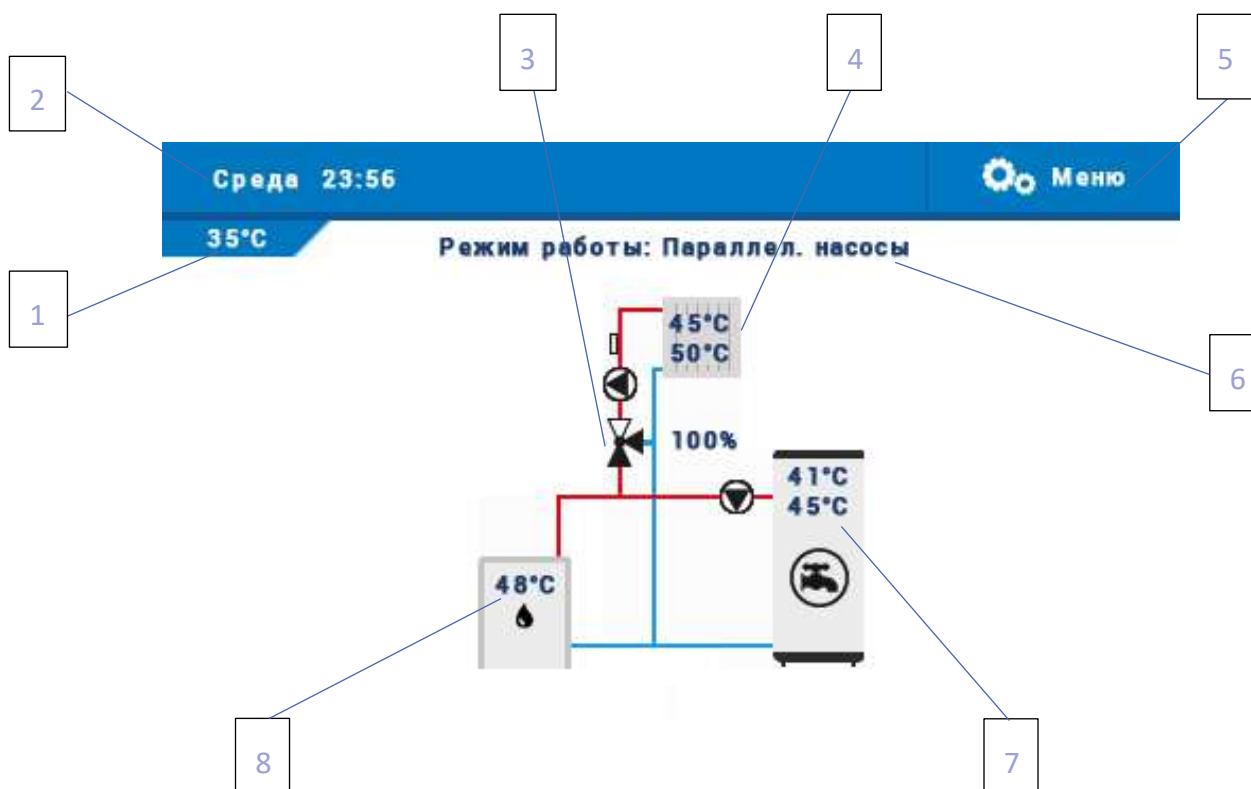 3
4
5
2
Среда 23:56
Меню
35°C
Режим работы: Параллел. насосы
1
45°C
50°C
6
100%
41°C
45°C
48°C
8
7